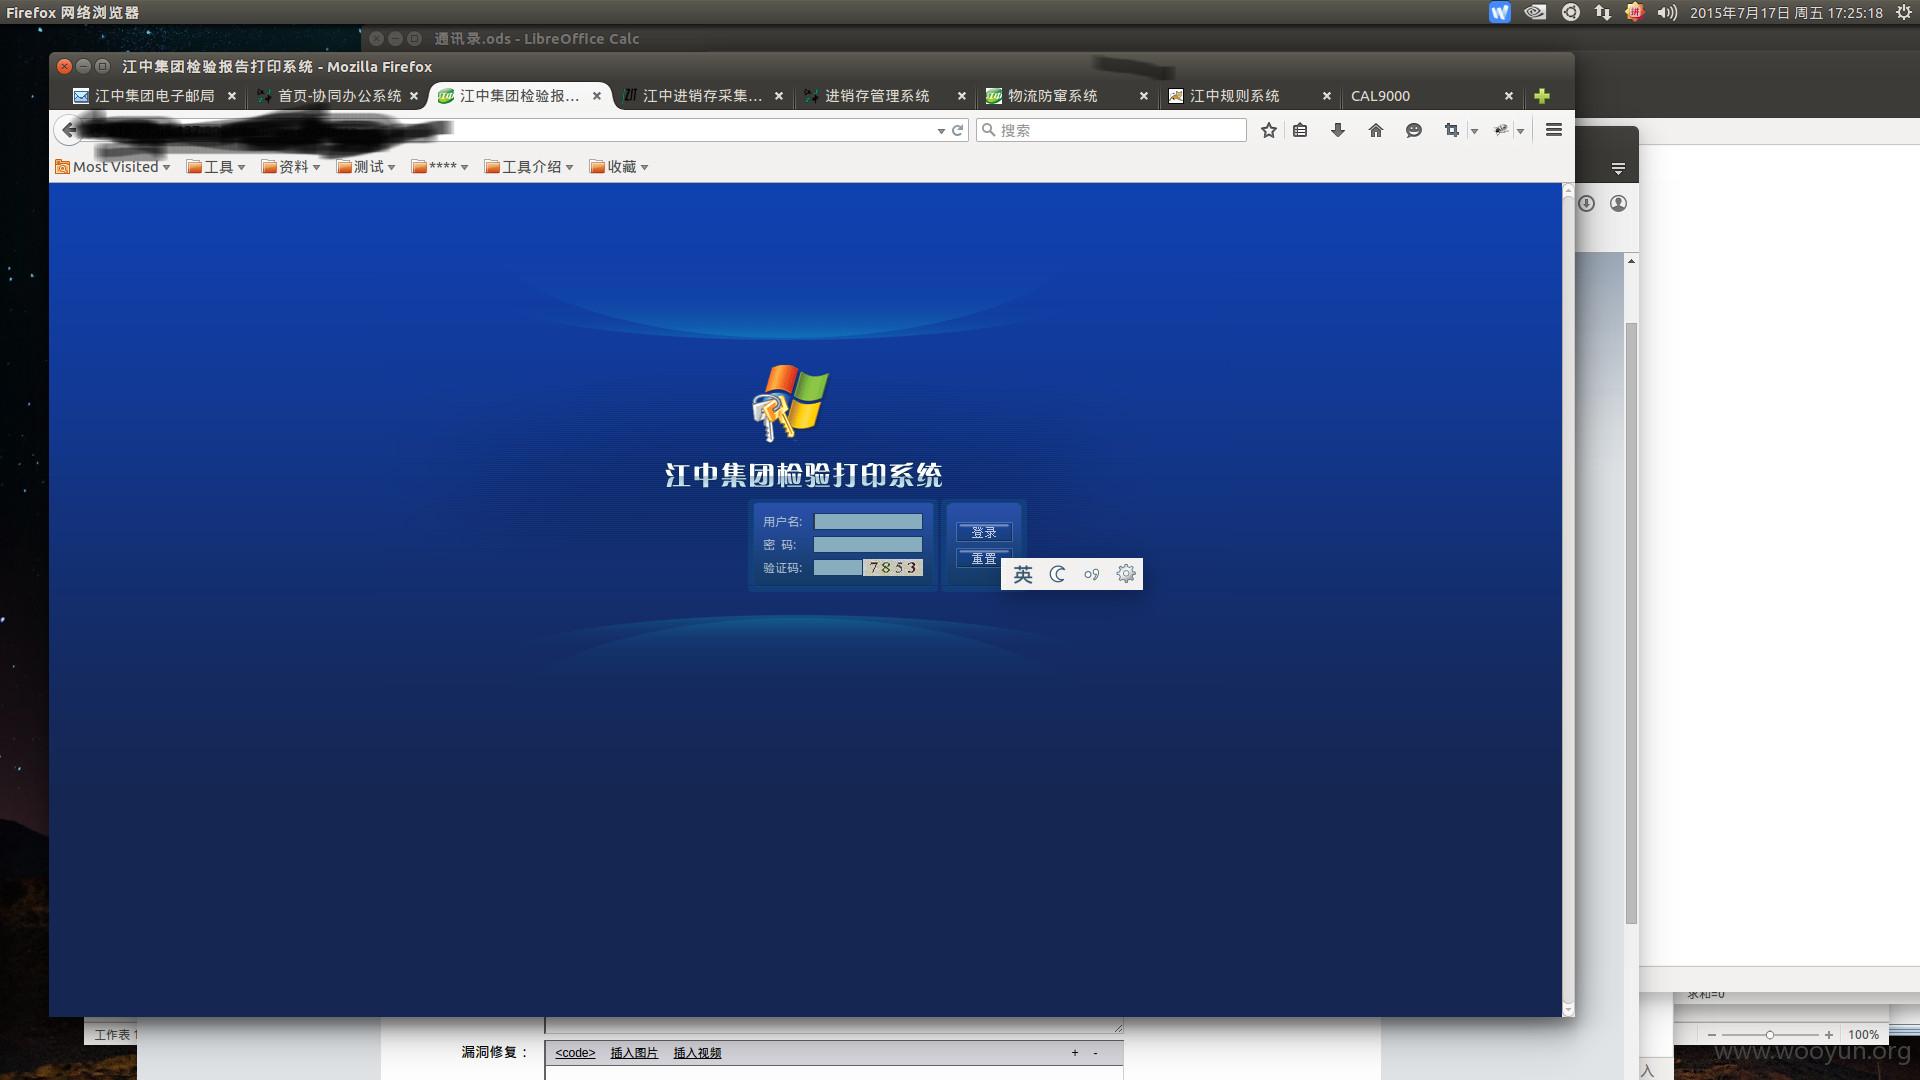 Firefox 网络浏览器
2015年7月17日 周五 17:25:18
通讯录.ods - LibreOffice Calc
江中集团检验报告打印系统 - Mozilla Firefox
江中集团电子邮局
首页-协同办公系统
江中集团检验报...
江中进销存采集...
进销存管理系统
物流防窜系统
江中规则系统
CAL9000
搜索
Most Visited
工具
资料
测试
****
工具介绍
收藏
江中集团检验打印系统
用户名:
登录
密 码:
重置
验证码:
7853
英
求和=0
工作表
100%
漏洞修复：
<code> 插入图片 插入视频 + -
www.wooyun.org
入